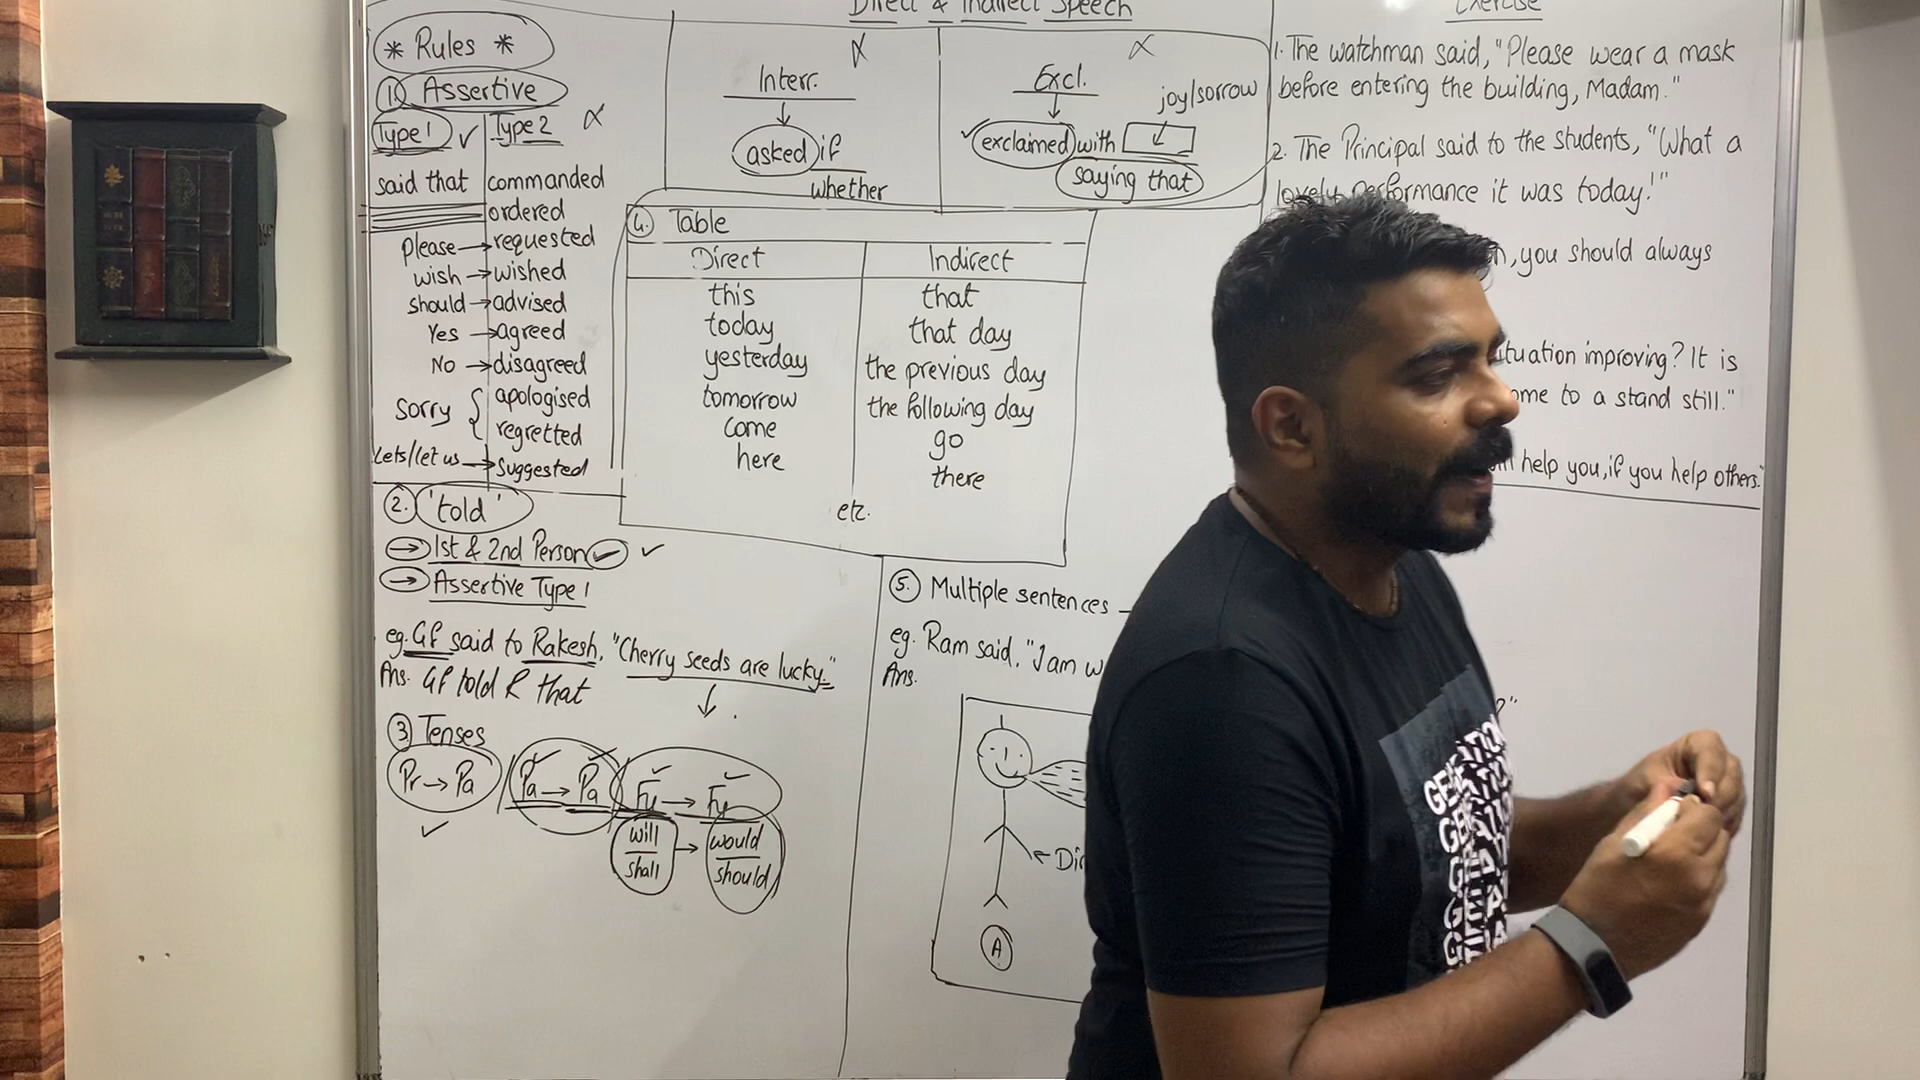 Direct & Indirect Speech
* Rules *
① Assertive
Type 1 ✓ Type 2
said that
commanded
ordered
Please → requested
wish → wished
should → advised
Yes → agreed
No → disagreed
Sorry { apologised
regretted
Lets/let us → suggested
Interr.
asked if
whether
Excl.
joy/sorrow
exclaimed with
saying that
4. Table
Direct Indirect
this that
today that day
yesterday the previous day
tomorrow the following day
come go
here there
etc.
2. 'told'
→ 1st & 2nd Person ✓ ✓
→ Assertive Type 1
eg. GF said to Rakesh, "Cherry seeds are lucky."
Ans. GF told R that
③ Tenses
Pr → Pa / Pa → Pa / Fu → Fu
will → would
shall should
⑤ Multiple sentences –
eg. Ram said, "I am w
Ans.
← Di
A
Exercise
1. The watchman said, "Please wear a mask
before entering the building, Madam."
2. The Principal said to the students, "What a
lovely performance it was today!"
, you should always
tuation improving? It is
ome to a stand still."
help you, if you help others."
?"